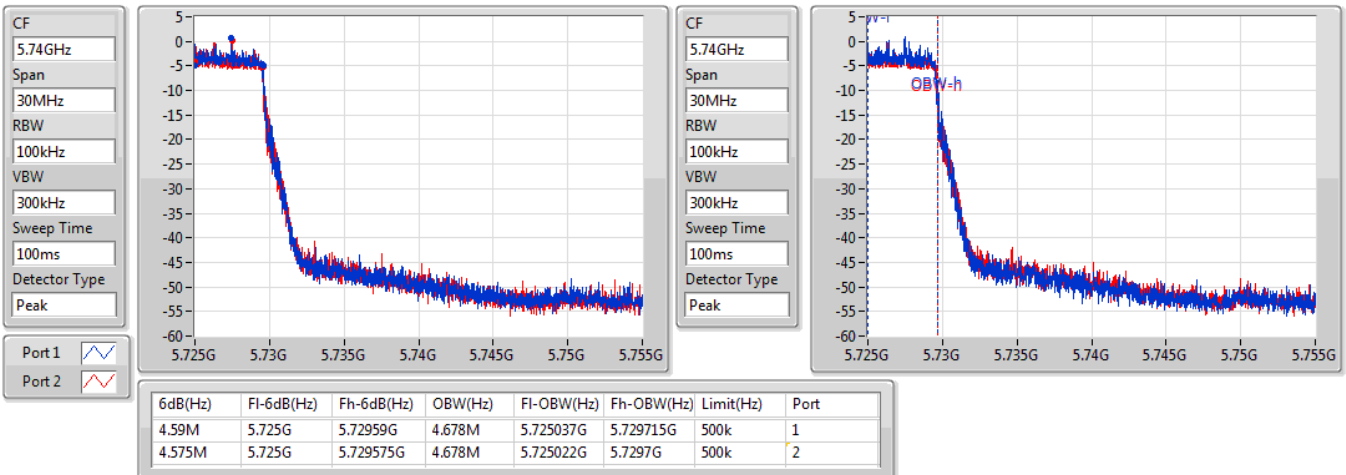 CF
5.74GHz
Span
30MHz
RBW
100kHz
VBW
300kHz
Sweep Time
100ms
Detector Type
Peak
Port 1
Port 2
5
0
-5
-10
-15
-20
-25
-30
-35
-40
-45
-50
-55
-60
5.725G 5.73G 5.735G 5.74G 5.745G 5.75G 5.755G
CF
5.74GHz
Span
30MHz
RBW
100kHz
VBW
300kHz
Sweep Time
100ms
Detector Type
Peak
5
0
-5
-10
-15
-20
-25
-30
-35
-40
-45
-50
-55
-60
OBW-h
5.725G 5.73G 5.735G 5.74G 5.745G 5.75G 5.755G
6dB(Hz) Fl-6dB(Hz) Fh-6dB(Hz) OBW(Hz) Fl-OBW(Hz) Fh-OBW(Hz) Limit(Hz) Port
4.59M 5.725G 5.72959G 4.678M 5.725037G 5.729715G 500k 1
4.575M 5.725G 5.729575G 4.678M 5.725022G 5.7297G 500k 2